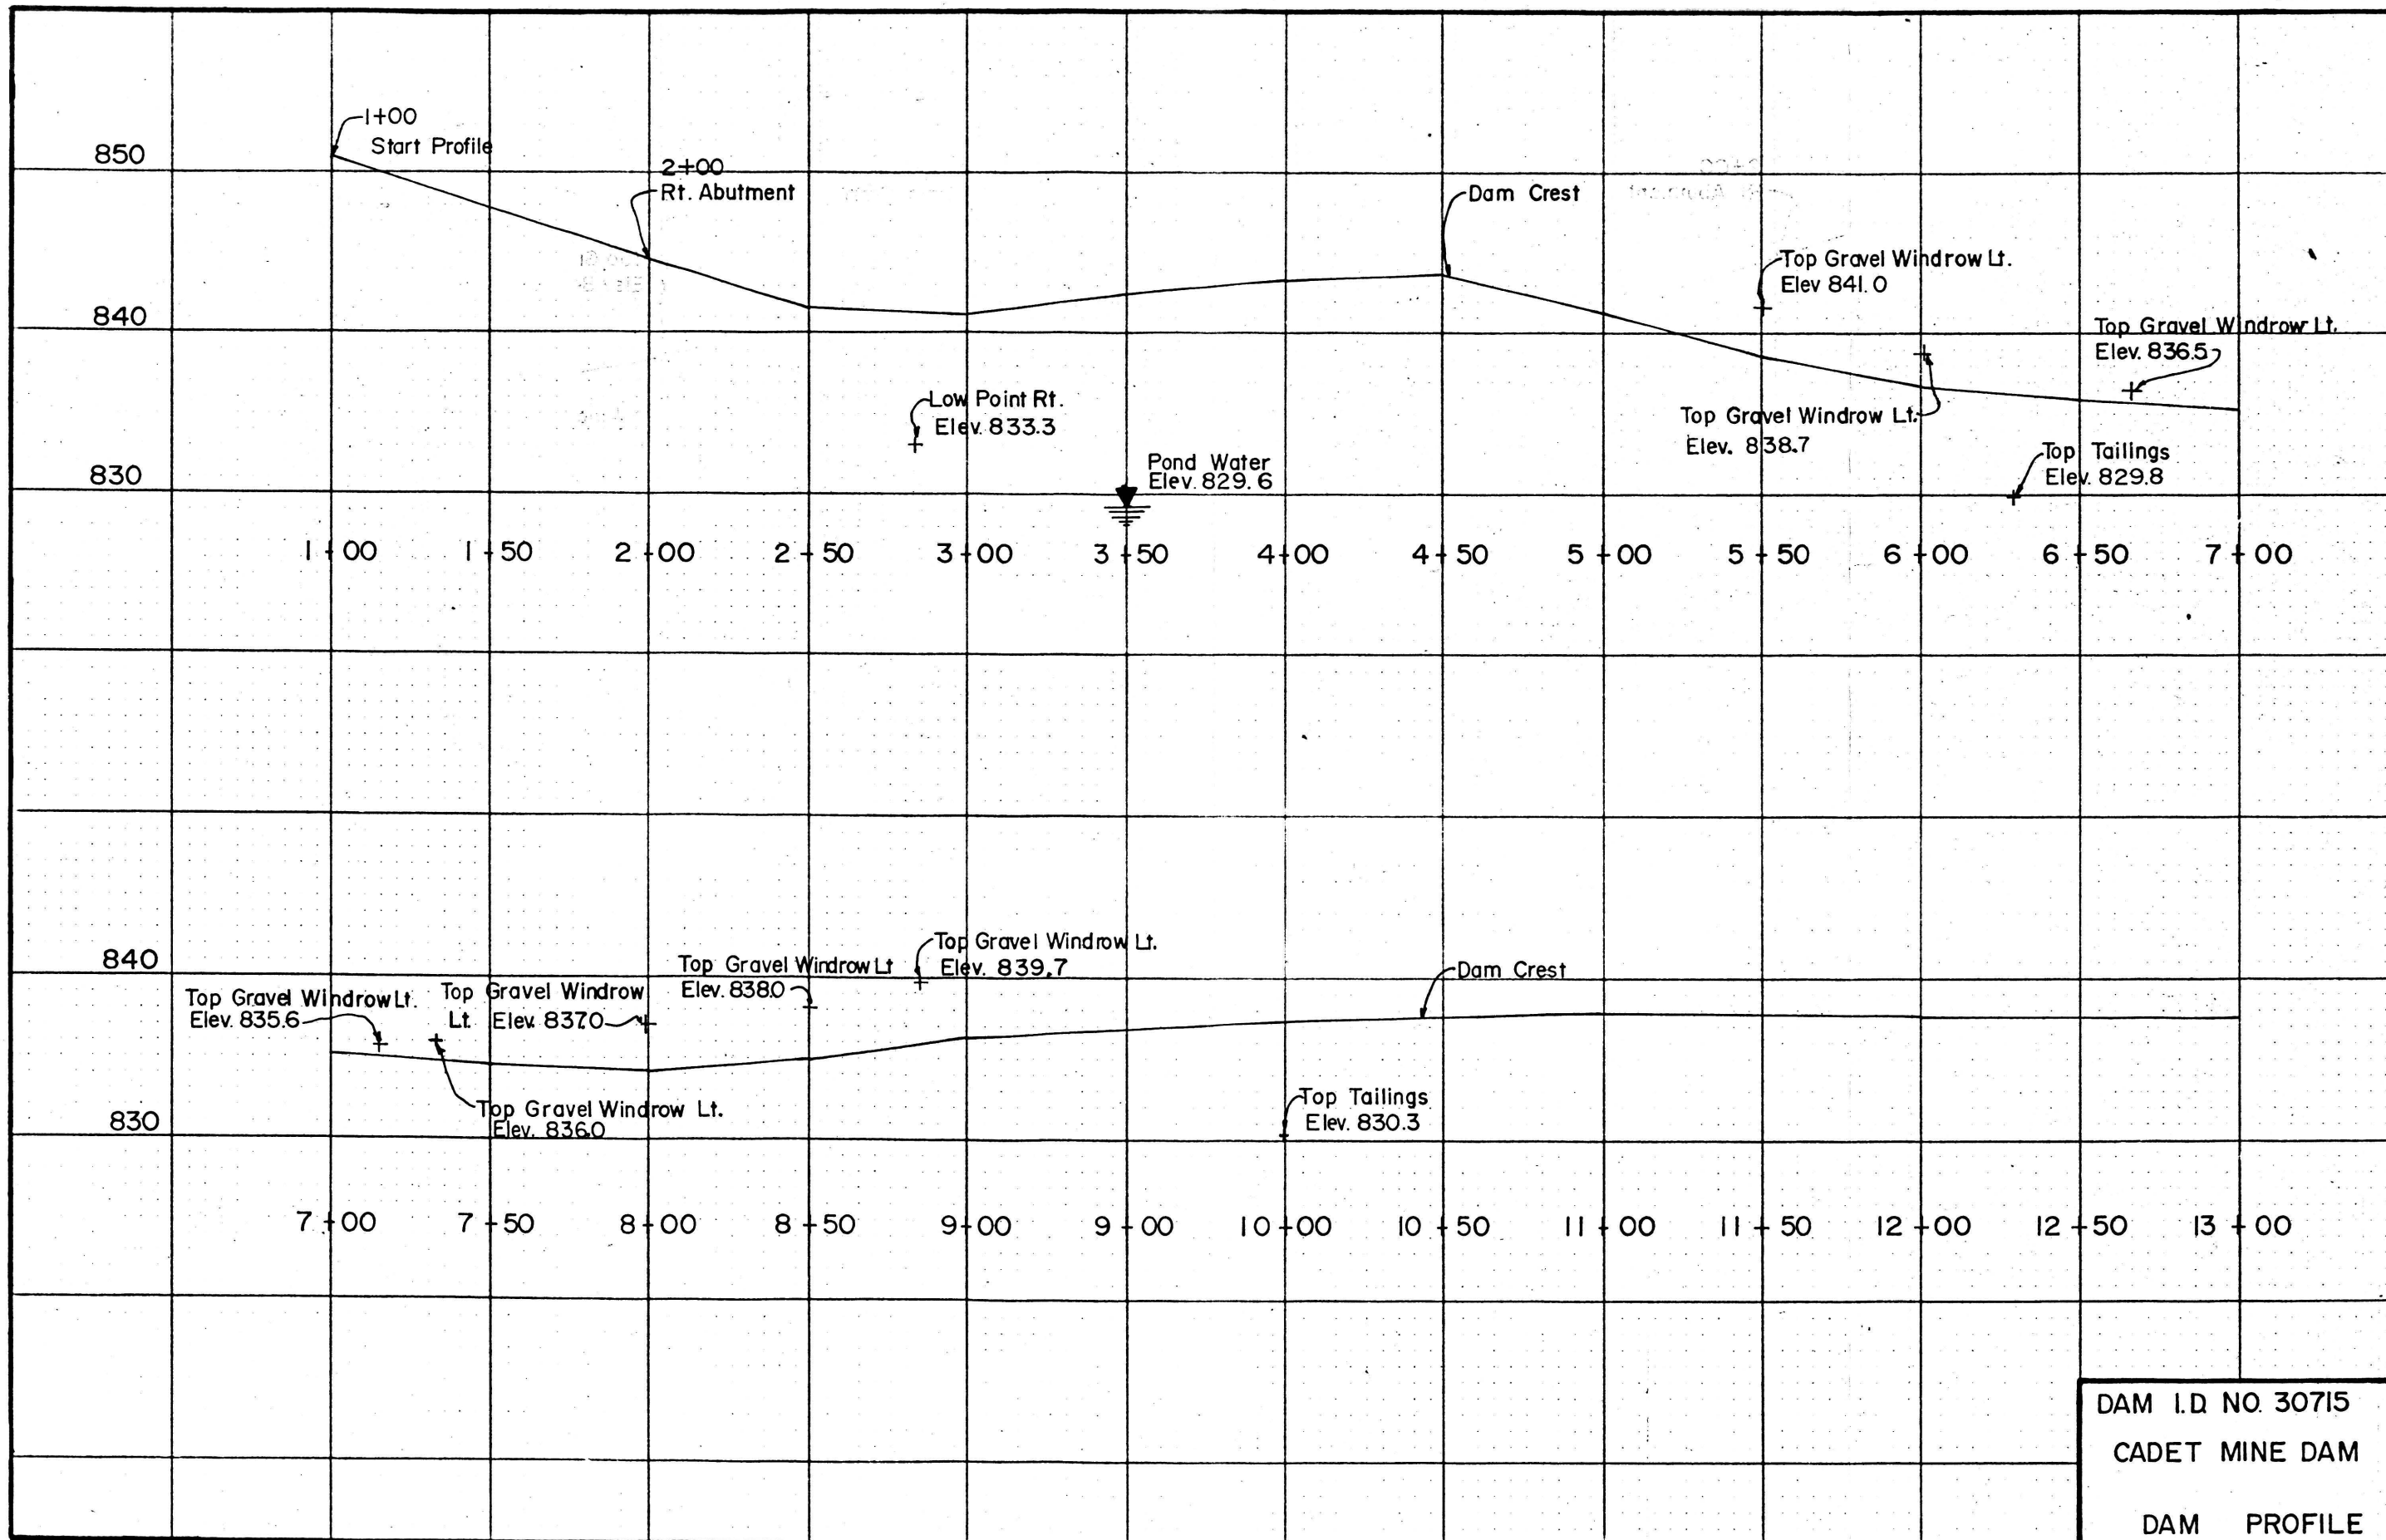 1+00
Start Profile
850
2+00
Rt. Abutment
Dam Crest
Top Gravel Windrow Lt.
Elev 841.0
840
Top Gravel Windrow Lt.
Elev. 836.5
Low Point Rt.
Elev. 833.3
Top Gravel Windrow Lt.
Elev. 838.7
830
Pond Water
Elev. 829.6
Top Tailings
Elev. 829.8
1+00 1+50 2+00 2+50 3+00 3+50 4+00 4+50 5+00 5+50 6+00 6+50 7+00
840
Top Gravel Windrow Lt.
Elev. 835.6
Top Gravel Windrow
Lt. Elev. 837.0
Top Gravel Windrow Lt
Elev. 838.0
Top Gravel Windrow Lt.
Elev. 839.7
Dam Crest
830
Top Gravel Windrow Lt.
Elev. 836.0
Top Tailings
Elev. 830.3
7+00 7+50 8+00 8+50 9+00 9+00 10+00 10+50 11+00 11+50 12+00 12+50 13+00
DAM I.D. NO. 30715
CADET MINE DAM
DAM PROFILE